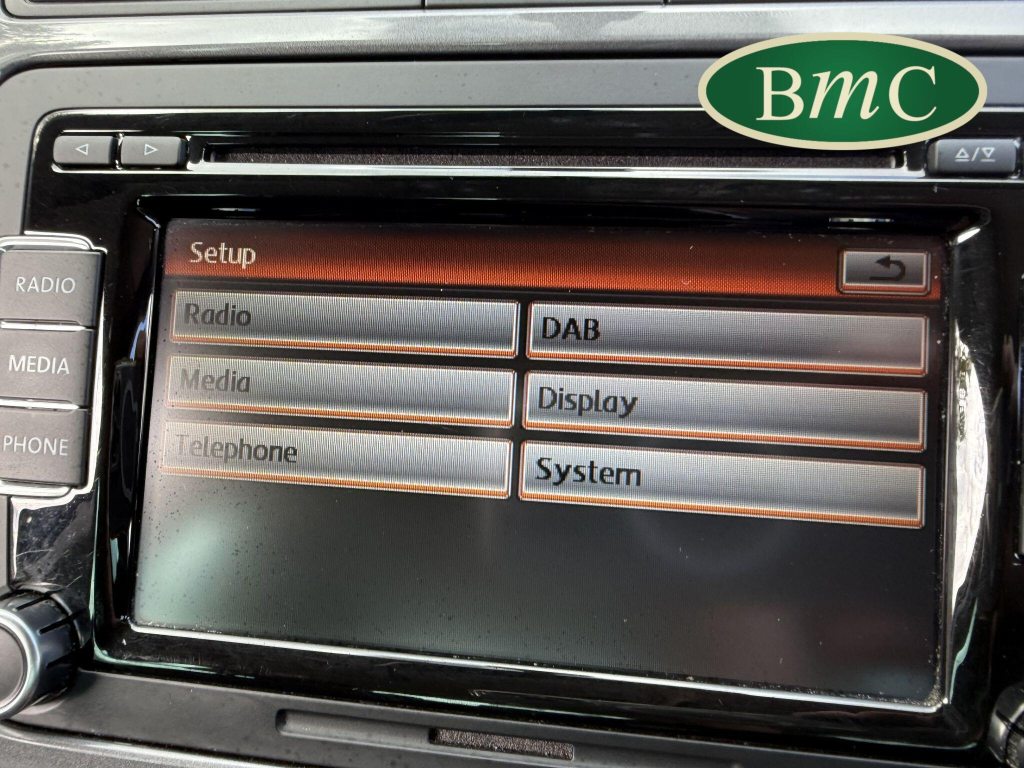 BmC
Setup
Radio
DAB
Media
Display
Telephone
System
RADIO
MEDIA
PHONE